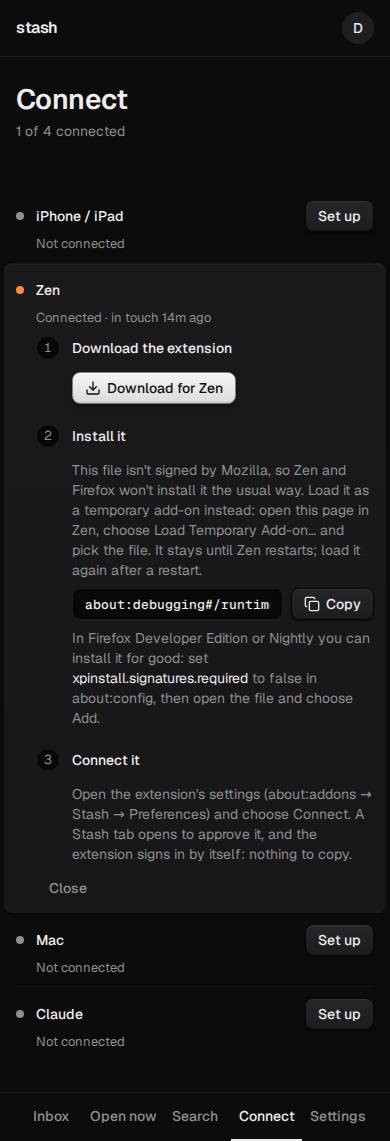 stash
D
Connect
1 of 4 connected
iPhone / iPad
Set up
Not connected
Zen
Connected · in touch 14m ago
1
Download the extension
Download for Zen
2
Install it
This file isn't signed by Mozilla, so Zen and
Firefox won't install it the usual way. Load it as
a temporary add-on instead: open this page in
Zen, choose Load Temporary Add-on… and
pick the file. It stays until Zen restarts; load it
again after a restart.
about:debugging#/runtim
Copy
In Firefox Developer Edition or Nightly you can
install it for good: set
xpinstall.signatures.required to false in
about:config, then open the file and choose
Add.
3
Connect it
Open the extension's settings (about:addons →
Stash → Preferences) and choose Connect. A
Stash tab opens to approve it, and the
extension signs in by itself: nothing to copy.
Close
Mac
Set up
Not connected
Claude
Set up
Not connected
Inbox
Open now
Search
Connect
Settings